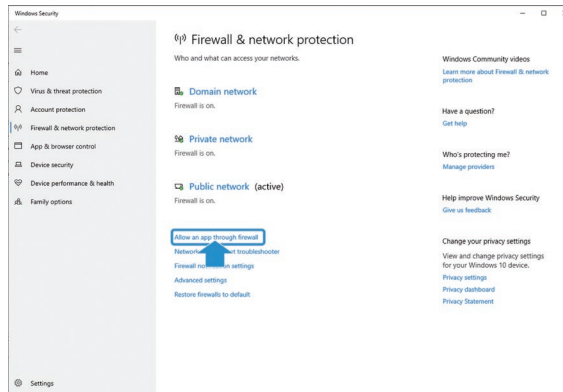 Windows Security
Home
Virus & threat protection
Account protection
Firewall & network protection
App & browser control
Device security
Device performance & health
Family options
Settings
Firewall & network protection
Who and what can access your networks.
Domain network
Firewall is on.
Private network
Firewall is on.
Public network (active)
Firewall is on.
Allow an app through firewall
Network troubleshooter
Firewall settings
Advanced settings
Restore firewalls to default
Windows Community videos
Learn more about Firewall & network
protection
Have a question?
Get help
Who's protecting me?
Manage providers
Help improve Windows Security
Give us feedback
Change your privacy settings
View and change privacy settings
for your Windows 10 device.
Privacy settings
Privacy dashboard
Privacy Statement